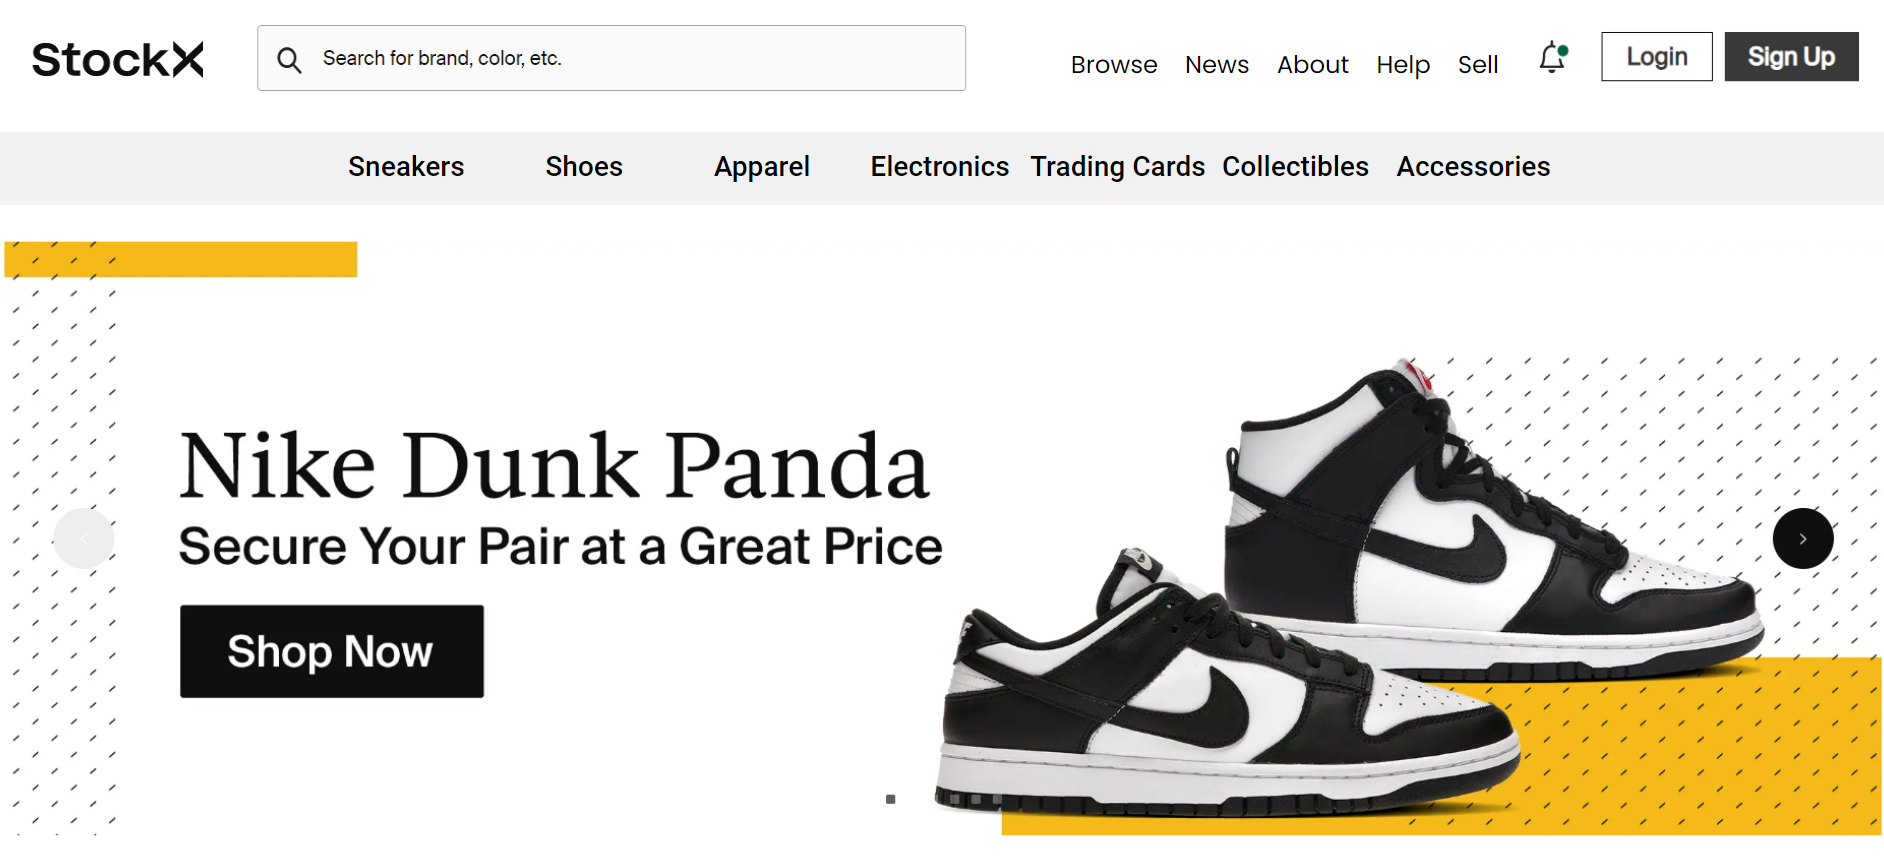 StockX
Search for brand, color, etc.
Browse News About Help Sell
Login
Sign Up
Sneakers Shoes Apparel Electronics Trading Cards Collectibles Accessories
Nike Dunk Panda
Secure Your Pair at a Great Price
Shop Now